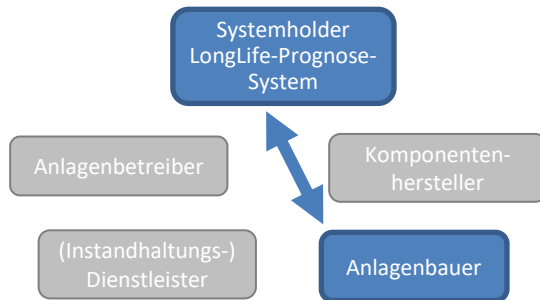 Systemholder
LongLife-Prognose-
System
Anlagenbetreiber
Komponenten-
hersteller
(Instandhaltungs-)
Dienstleister
Anlagenbauer